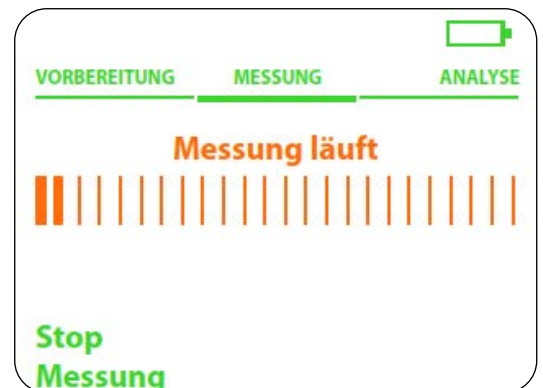 VORBEREITUNG MESSUNG ANALYSE
Messung läuft
Stop
Messung